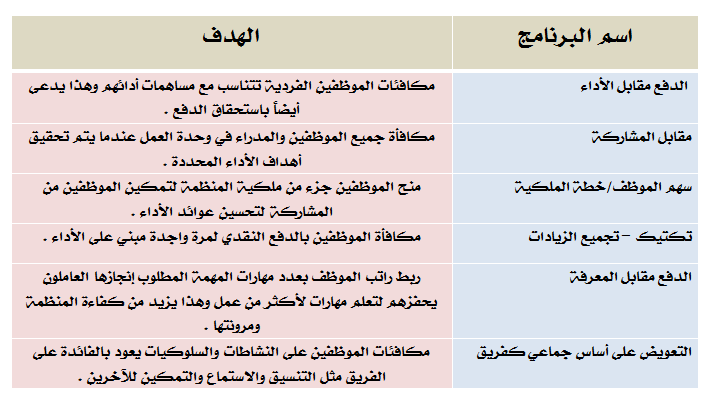 اسم البرنامج
الهدف
الدفع مقابل الأداء
مكافئات الموظفين الفردية تتناسب مع مساهمات أدائهم وهذا يدعى
أيضاً باستحقاق الدفع .
مقابل المشاركة
مكافأة جميع الموظفين والمدراء في وحدة العمل عندما يتم تحقيق
أهداف الأداء المحددة .
سهم الموظف/خطة الملكية
منح الموظفين جزء من ملكية المنظمة لتمكين الموظفين من
المشاركة لتحسين عوائد الأداء .
تكتيك – تجميع الزيادات
مكافأة الموظفين بالدفع النقدي لمرة واحدة مبني على الأداء .
الدفع مقابل المعرفة
ربط راتب الموظف بعدد مهارات المهمة المطلوب إنجازها العاملون
يحفزهم لتعلم مهارات لأكثر من عمل وهذا يزيد من كفاءة المنظمة
ومرونتها .
التعويض على أساس جماعي كفريق
مكافئات الموظفين على النشاطات والسلوكيات يعود بالفائدة على
الفريق مثل التنسيق والاستماع والتمكين للآخرين .